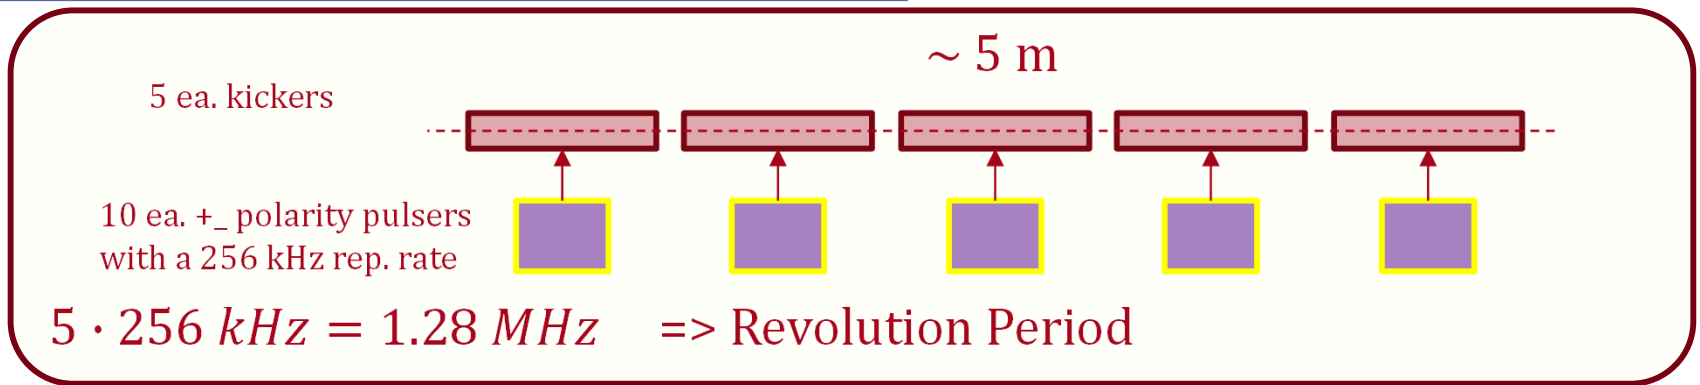 ~ 5 m
5 ea. kickers
10 ea. +_ polarity pulsers
with a 256 kHz rep. rate
5 · 256 kHz = 1.28 MHz => Revolution Period